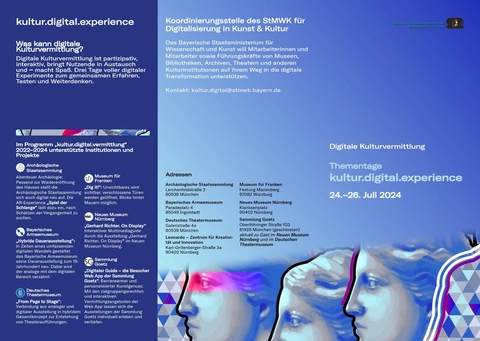 kultur.digital.experience
Was kann digitale
Kulturvermittlung?
Digitale Kulturvermittlung ist partizipativ,
interaktiv, bringt Nutzende in Austausch
und – macht Spaß. Drei Tage voller digitaler
Experimente zum gemeinsamen Erfahren,
Testen und Weiterdenken.
Im Programm „kultur.digital.vermittlung“
2022–2024 unterstützte Institutionen und
Projekte
Archäologische
Staatssammlung
Abenteuer Archäologie:
Passend zur Wiederöffnung
des Hauses stellt die
Archäologische Staatssammlung
sich auch digital neu auf. Die
AR-Experience „Spiel der
Schlange“ lädt dazu ein, nach
Schätzen der Vergangenheit zu
suchen.
Bayerisches
Armeemuseum
„Hybride Dauerausstellung“:
In Zeiten eines umfassenden
digitalen Wandels gestaltet
das Bayerische Armeemuseum
seine Dauerausstellung zum 19.
Jahrhundert neu. Dabei wird
der analoge mit dem digitalen
Bereich verzahnt.
Deutsches
Theatermuseum
„From Page to Stage“:
Verbindung aus analoger und
digitaler Ausstellung in hybridem
Gesamtkonzept zur Entstehung
von Theateraufführungen.
Museum für
Franken
„Dig It!“: Unsichtbares wird
sichtbar, verschlossene Türen
werden geöffnet, Blicke hinter
Mauern möglich.
Neues Museum
Nürnberg
„Gerhard Richter: On Display“
Interaktive Multimediaguide
durch die Ausstellung „Gerhard
Richter: On Display“ im Neuen
Museum Nürnberg.
Sammlung
Goetz
„Digitaler Guide – die Besucher
Web App der Sammlung
Goetz“: Barrierearmer und
personalisierter Kunstgenuss:
Mit den zielgruppengerechten
und interaktiven
Vermittlungsangeboten der
Web App lassen sich die
Ausstellungen der Sammlung
Goetz individuell erleben und
vertiefen.
Koordinierungsstelle des StMWK für
Digitalisierung in Kunst & Kultur
Das Bayerische Staatsministerium für
Wissenschaft und Kunst will Mitarbeiterinnen und
Mitarbeiter sowie Führungskräfte von Museen,
Bibliotheken, Archiven, Theatern und anderen
Kulturinstitutionen auf ihrem Weg in die digitale
Transformation unterstützen.
Kontakt: kultur.digital@stmwk.bayern.de
Adressen
Archäologische Staatssammlung
Lerchenfeldstraße 2
80538 München
Bayerisches Armeemuseum
Paradeplatz 4
85049 Ingolstadt
Deutsches Theatermuseum
Galeriestraße 4a
80539 München
Leonardo – Zentrum für Kreativi-
tät und Innovation
Karl-Grillenberger-Straße 3a
90402 Nürnberg
Museum für Franken
Festung Marienberg
97082 Würzburg
Neues Museum Nürnberg
Klarissenplatz
90402 Nürnberg
Sammlung Goetz
Oberföhringer Straße 103
81925 München (geschlossen)
aktuell zu Gast im Neuen Museum
Nürnberg und im Deutschen
Theatermuseum
Digitale Kulturvermittlung
Thementage
kultur.digital.experience
24.–26. Juli 2024